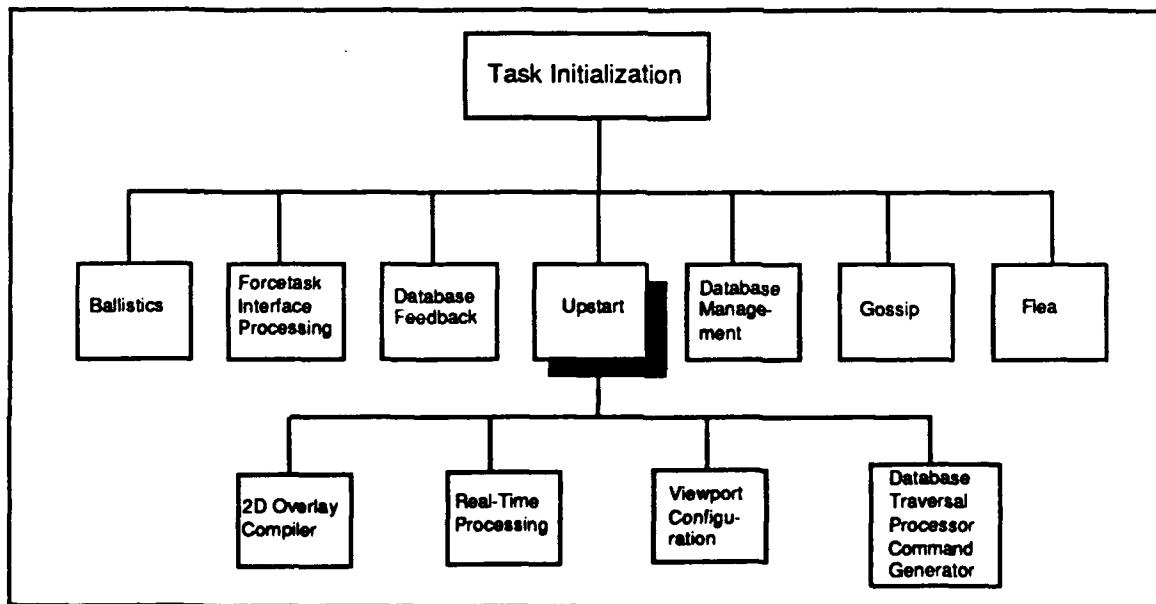 Task Initialization
Ballistics
Forcetask
Interface
Processing
Database
Feedback
Upstart
Database
Manage-
ment
Gossip
Flea
2D Overlay
Compiler
Real-Time
Processing
Viewport
Configu-
ration
Database
Traversal
Processor
Command
Generator